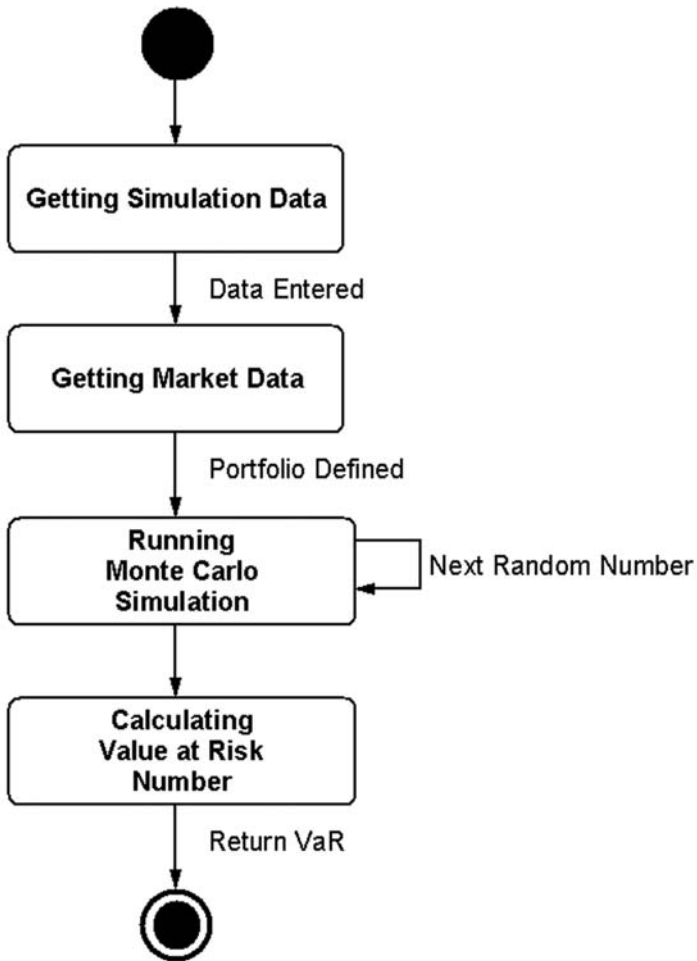 Getting Simulation Data
Data Entered
Getting Market Data
Portfolio Defined
Running
Monte Carlo
Simulation
Next Random Number
Calculating
Value at Risk
Number
Return VaR